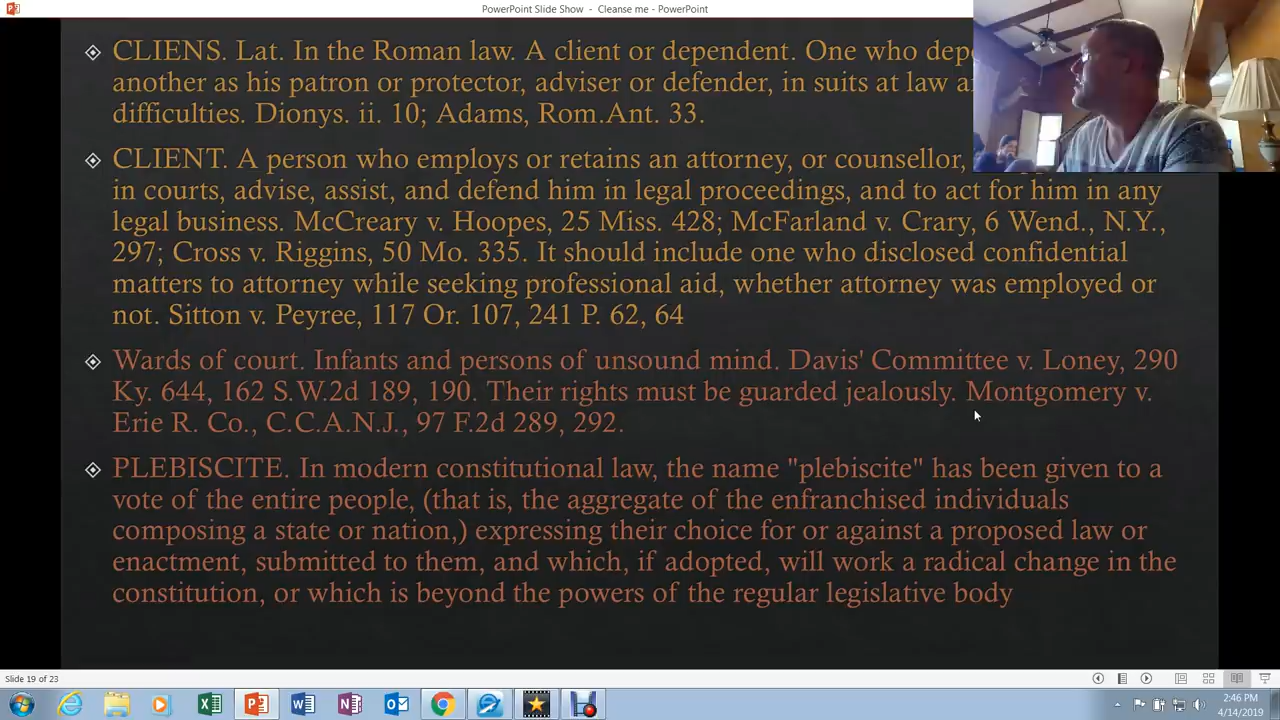 PowerPoint Slide Show - Cleanse me - PowerPoint
CLIENS. Lat. In the Roman law. A client or dependent. One who
another as his patron or protector, adviser or defender, in suits at law
difficulties. Dionys. ii. 10; Adams, Rom.Ant. 33.
CLIENT. A person who employs or retains an attorney, or counsellor,
in courts, advise, assist, and defend him in legal proceedings, and to act for him in any
legal business. McCreary v. Hoopes, 25 Miss. 428; McFarland v. Crary, 6 Wend., N.Y.,
297; Cross v. Riggins, 50 Mo. 335. It should include one who disclosed confidential
matters to attorney while seeking professional aid, whether attorney was employed or
not. Sitton v. Peyree, 117 Or. 107, 241 P. 62, 64
Wards of court. Infants and persons of unsound mind. Davis' Committee v. Loney, 290
Ky. 644, 162 S.W.2d 189, 190. Their rights must be guarded jealously. Montgomery v.
Erie R. Co., C.C.A.N.J., 97 F.2d 289, 292.
PLEBISCITE. In modern constitutional law, the name "plebiscite" has been given to a
vote of the entire people, (that is, the aggregate of the enfranchised individuals
composing a state or nation,) expressing their choice for or against a proposed law or
enactment, submitted to them, and which, if adopted, will work a radical change in the
constitution, or which is beyond the powers of the regular legislative body
Slide 19 of 23
2:46 PM
4/14/2019